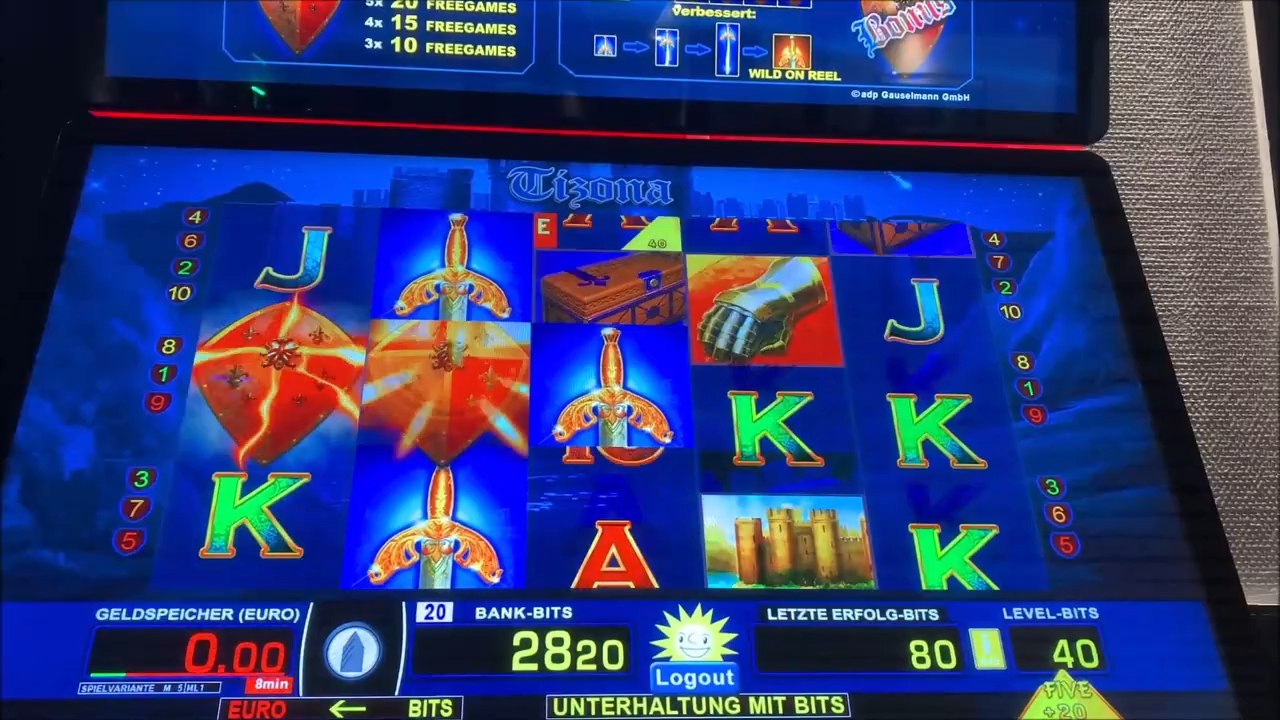 5x 20 FREEGAMES
4x 15 FREEGAMES
3x 10 FREEGAMES
Verbessert:
WILD ON REEL
Bonus
©adp Gauselmann GmbH
Tizona
4
6
2
10
8
1
9
3
7
5
J
K
E
40
A
K
J
K
K
4
7
2
10
8
1
9
3
6
5
GELDSPEICHER (EURO)
0,00
SPIELVARIANTE M 5/HL1
8min
20 BANK-BITS
2820
Logout
LETZTE ERFOLG-BITS
80
LEVEL-BITS
40
EURO ← BITS
UNTERHALTUNG MIT BITS
FIVE
+20